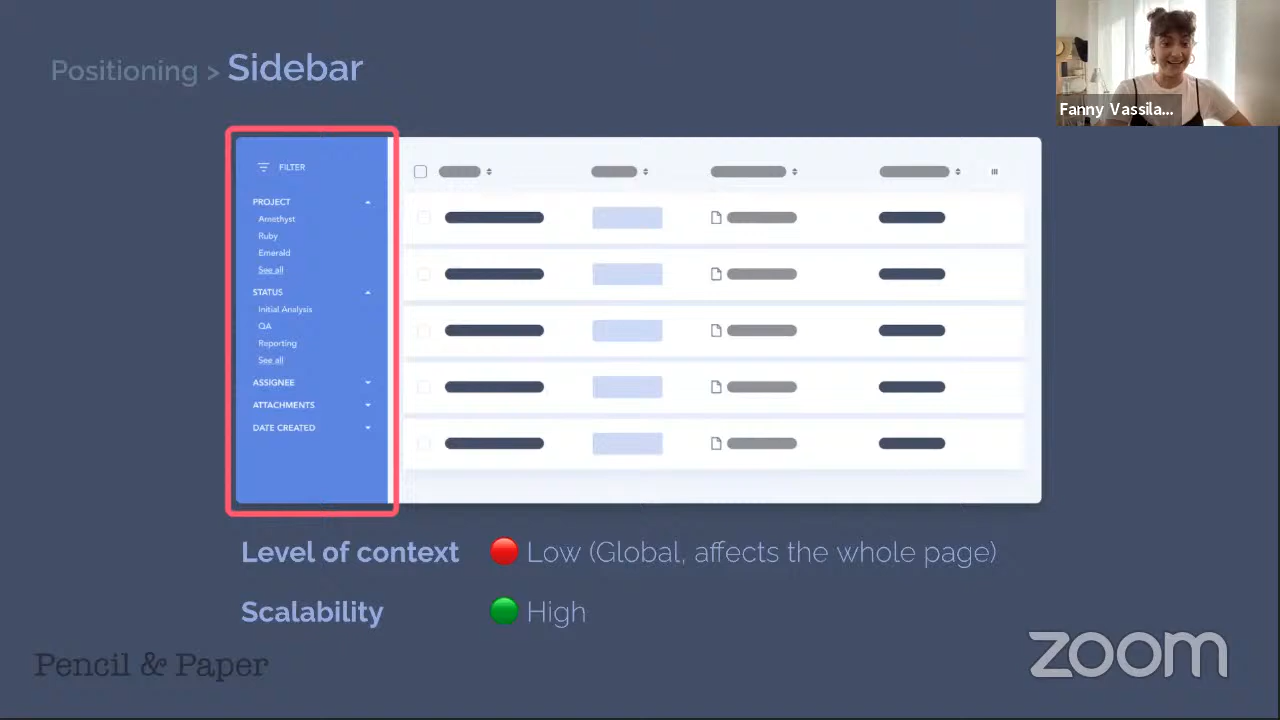 Positioning > Sidebar
Fanny Vassila...
FILTER
PROJECT
Amethyst
Ruby
Emerald
See all
STATUS
Initial Analysis
QA
Reporting
See all
ASSIGNEE
ATTACHMENTS
DATE CREATED
Level of context
Low (Global, affects the whole page)
Scalability
High
Pencil & Paper
zoom